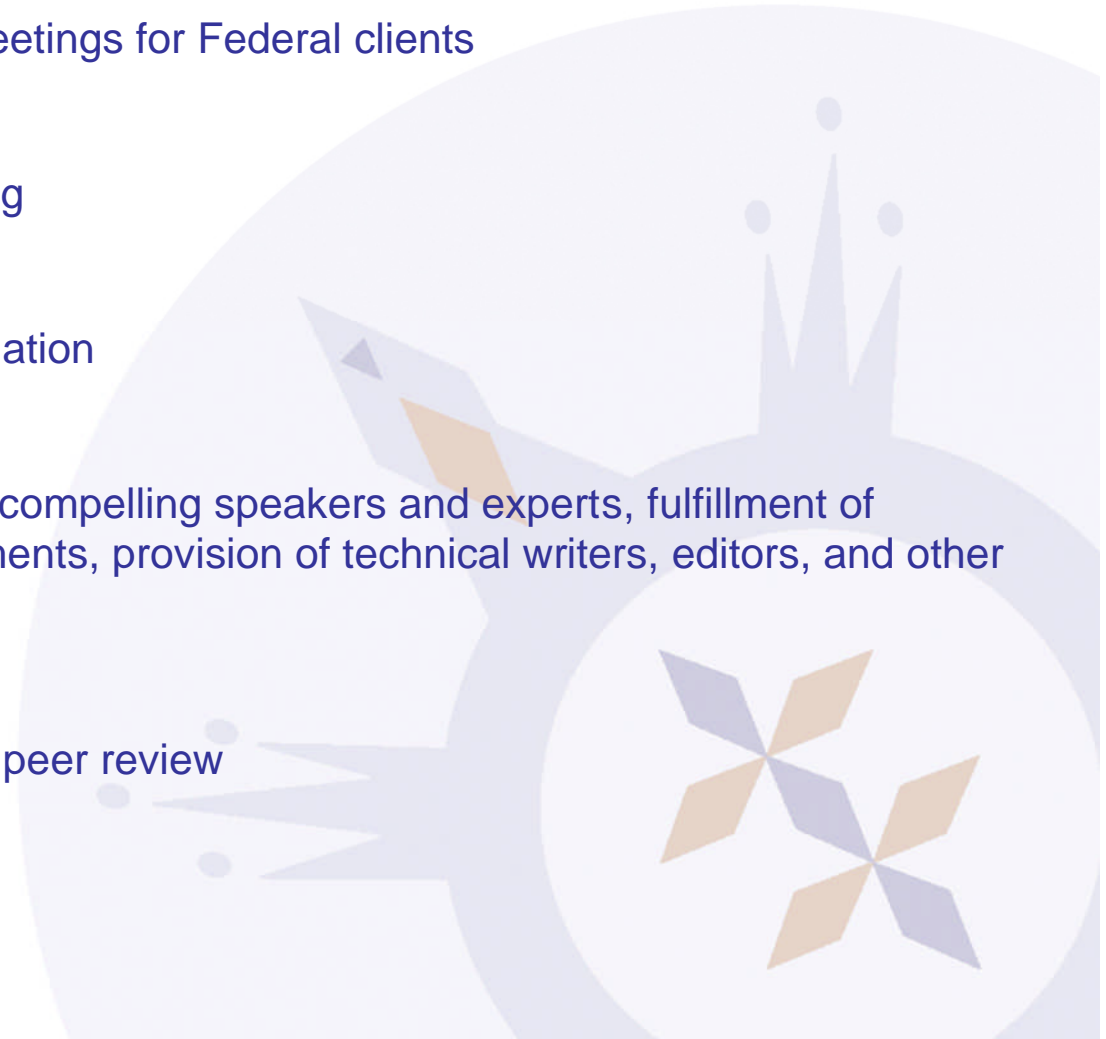 eetings for Federal clients
g
ation
compelling speakers and experts, fulfillment of
nents, provision of technical writers, editors, and other
peer review